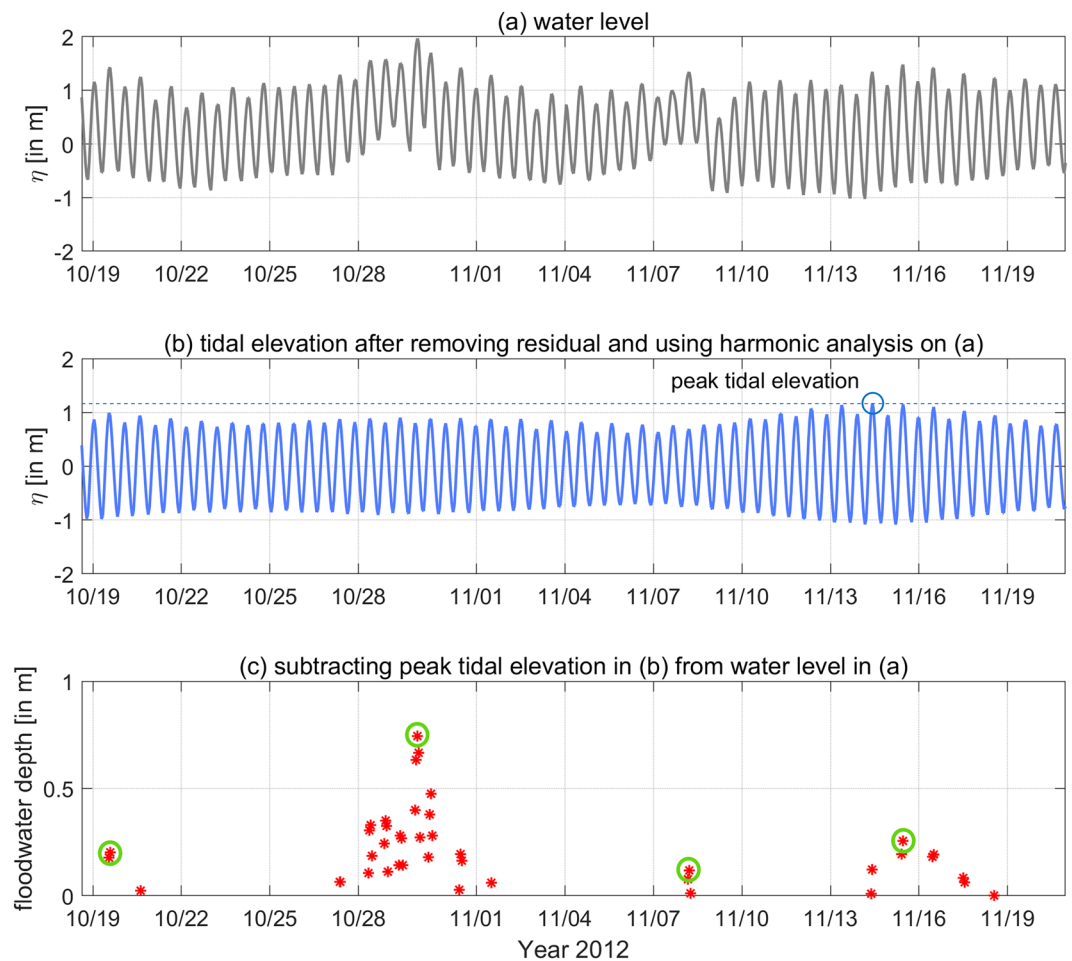 (a) water level
η [in m]
2
1
0
-1
-2
10/19 10/22 10/25 10/28 11/01 11/04 11/07 11/10 11/13 11/16 11/19
(b) tidal elevation after removing residual and using harmonic analysis on (a)
peak tidal elevation
η [in m]
2
1
0
-1
-2
10/19 10/22 10/25 10/28 11/01 11/04 11/07 11/10 11/13 11/16 11/19
(c) subtracting peak tidal elevation in (b) from water level in (a)
floodwater depth [in m]
1
0.5
0
10/19 10/22 10/25 10/28 11/01 11/04 11/07 11/10 11/13 11/16 11/19
Year 2012